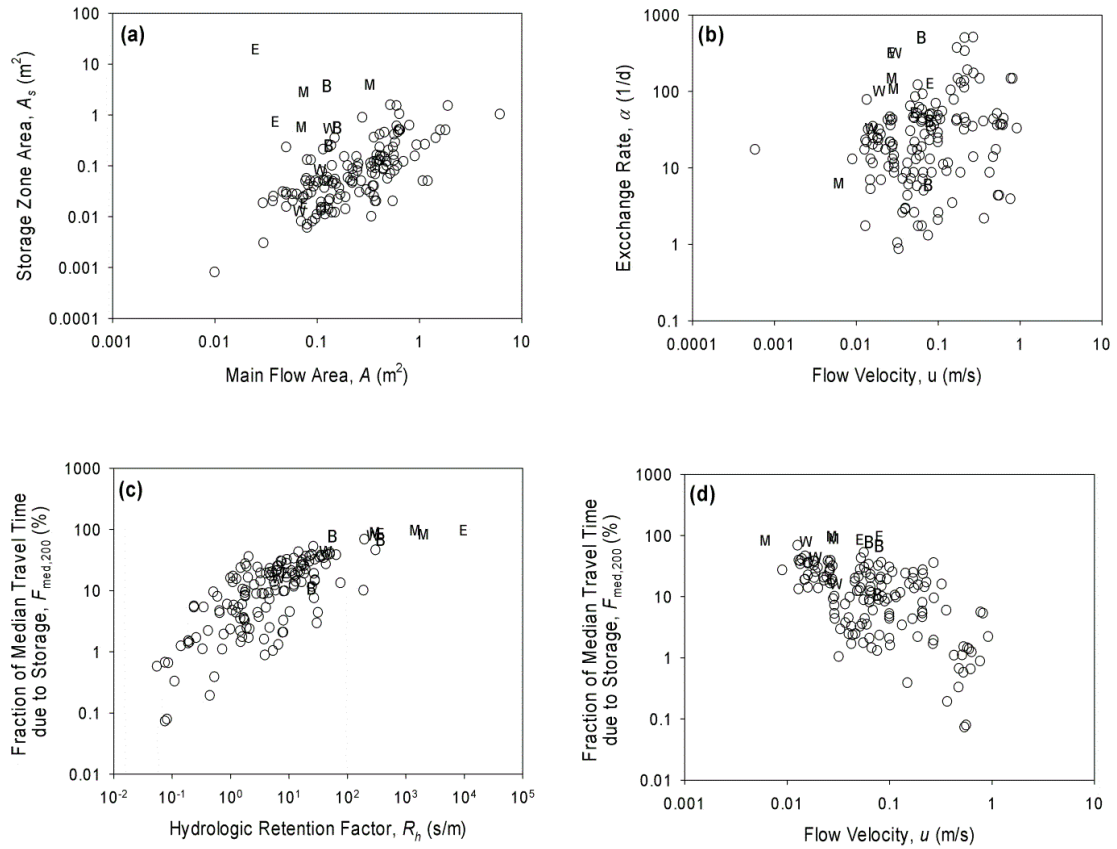 (a)
Storage Zone Area, As (m2)
100
10
1
0.1
0.01
0.001
0.0001
E
M
B
M
E
M
W
B
B
W
W
0.001
0.01
0.1
1
10
Main Flow Area, A (m2)
(b)
Excchange Rate, α (1/d)
1000
100
10
1
0.1
B
E
W
M
E
W
M
W
B
M
B
0.0001
0.001
0.01
0.1
1
10
Flow Velocity, u (m/s)
(c)
Fraction of Median Travel Time
due to Storage, Fmed,200 (%)
1000
100
10
1
0.1
0.01
B
W
E
B
M
M
E
W
W
B
10-2
10-1
100
101
102
103
104
105
Hydrologic Retention Factor, Rh (s/m)
(d)
Fraction of Median Travel Time
due to Storage, Fmed,200 (%)
1000
100
10
1
0.1
0.01
M
W
M
E
B
E
B
W
W
B
0.001
0.01
0.1
1
10
Flow Velocity, u (m/s)